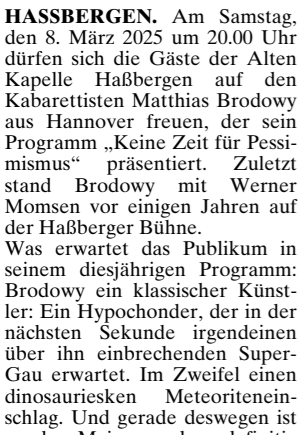 HASSBERGEN. Am Samstag,
den 8. März 2025 um 20.00 Uhr
dürfen sich die Gäste der Alten
Kapelle Haßbergen auf den
Kabarettisten Matthias Brodowy
aus Hannover freuen, der sein
Programm „Keine Zeit für Pessi-
mismus“ präsentiert. Zuletzt
stand Brodowy mit Werner
Momsen vor einigen Jahren auf
der Haßberger Bühne.
Was erwartet das Publikum in
seinem diesjährigen Programm:
Brodowy ein klassischer Künst-
ler: Ein Hypochonder, der in der
nächsten Sekunde irgendeinen
über ihn einbrechenden Super-
Gau erwartet. Im Zweifel einen
dinosauriesken Meteoritenein-
schlag. Und gerade deswegen ist